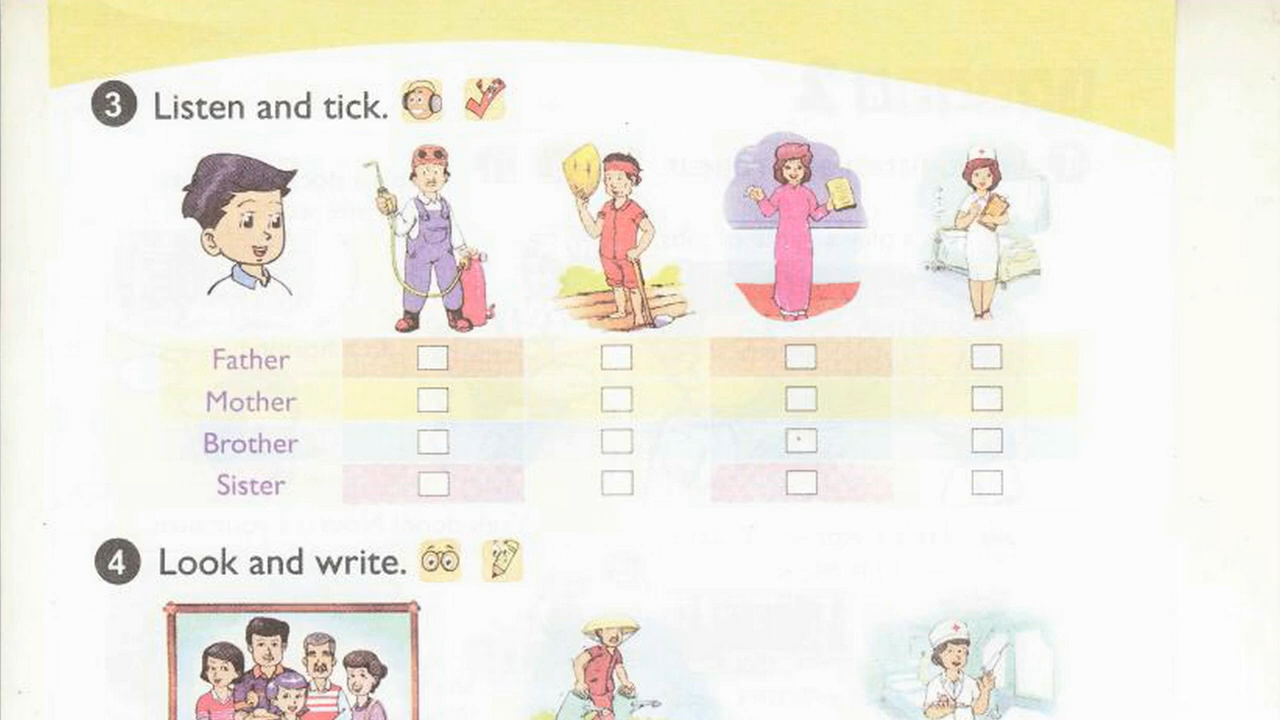 3 Listen and tick.
Father
Mother
Brother
Sister
4 Look and write.